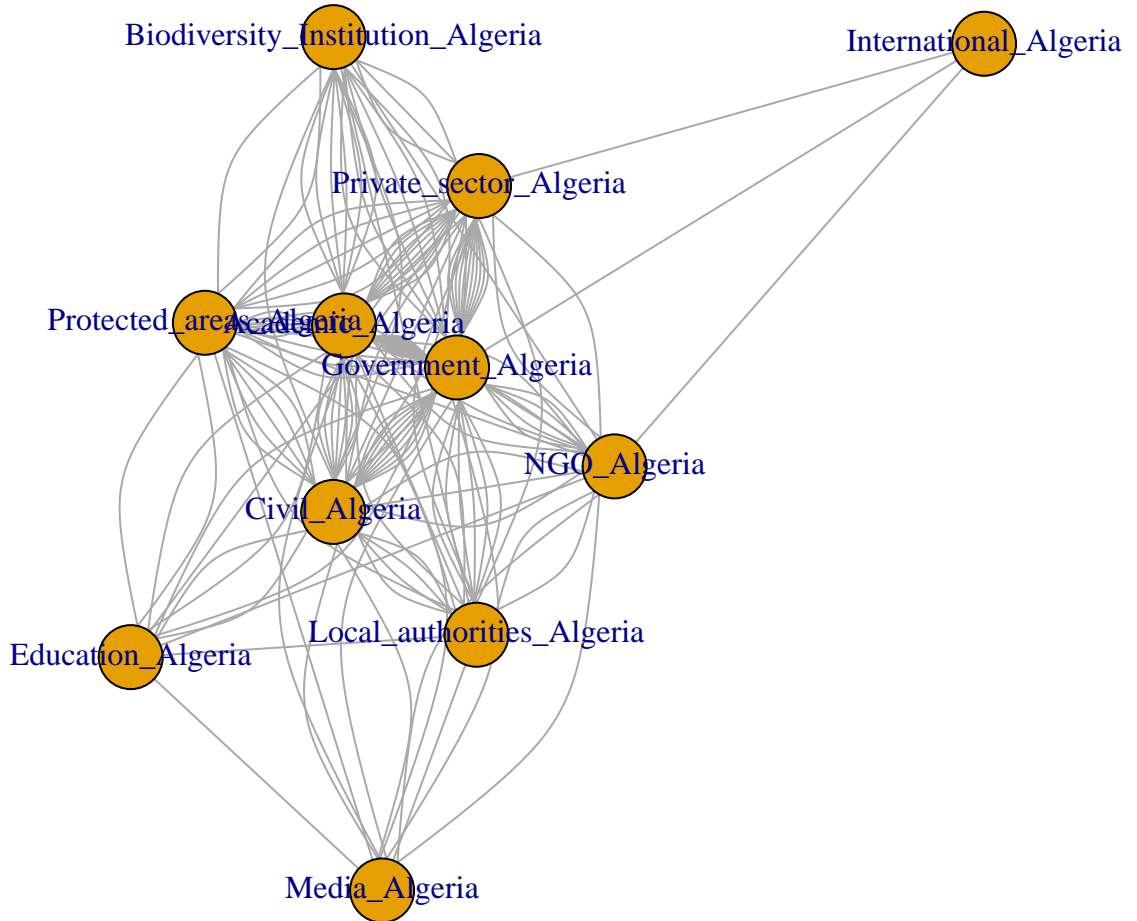 Biodiversity_Institution_Algeria
International_Algeria
Private_sector_Algeria
Protected_areas_Algeria
Academic_Algeria
Government_Algeria
NGO_Algeria
Civil_Algeria
Local_authorities_Algeria
Education_Algeria
Media_Algeria